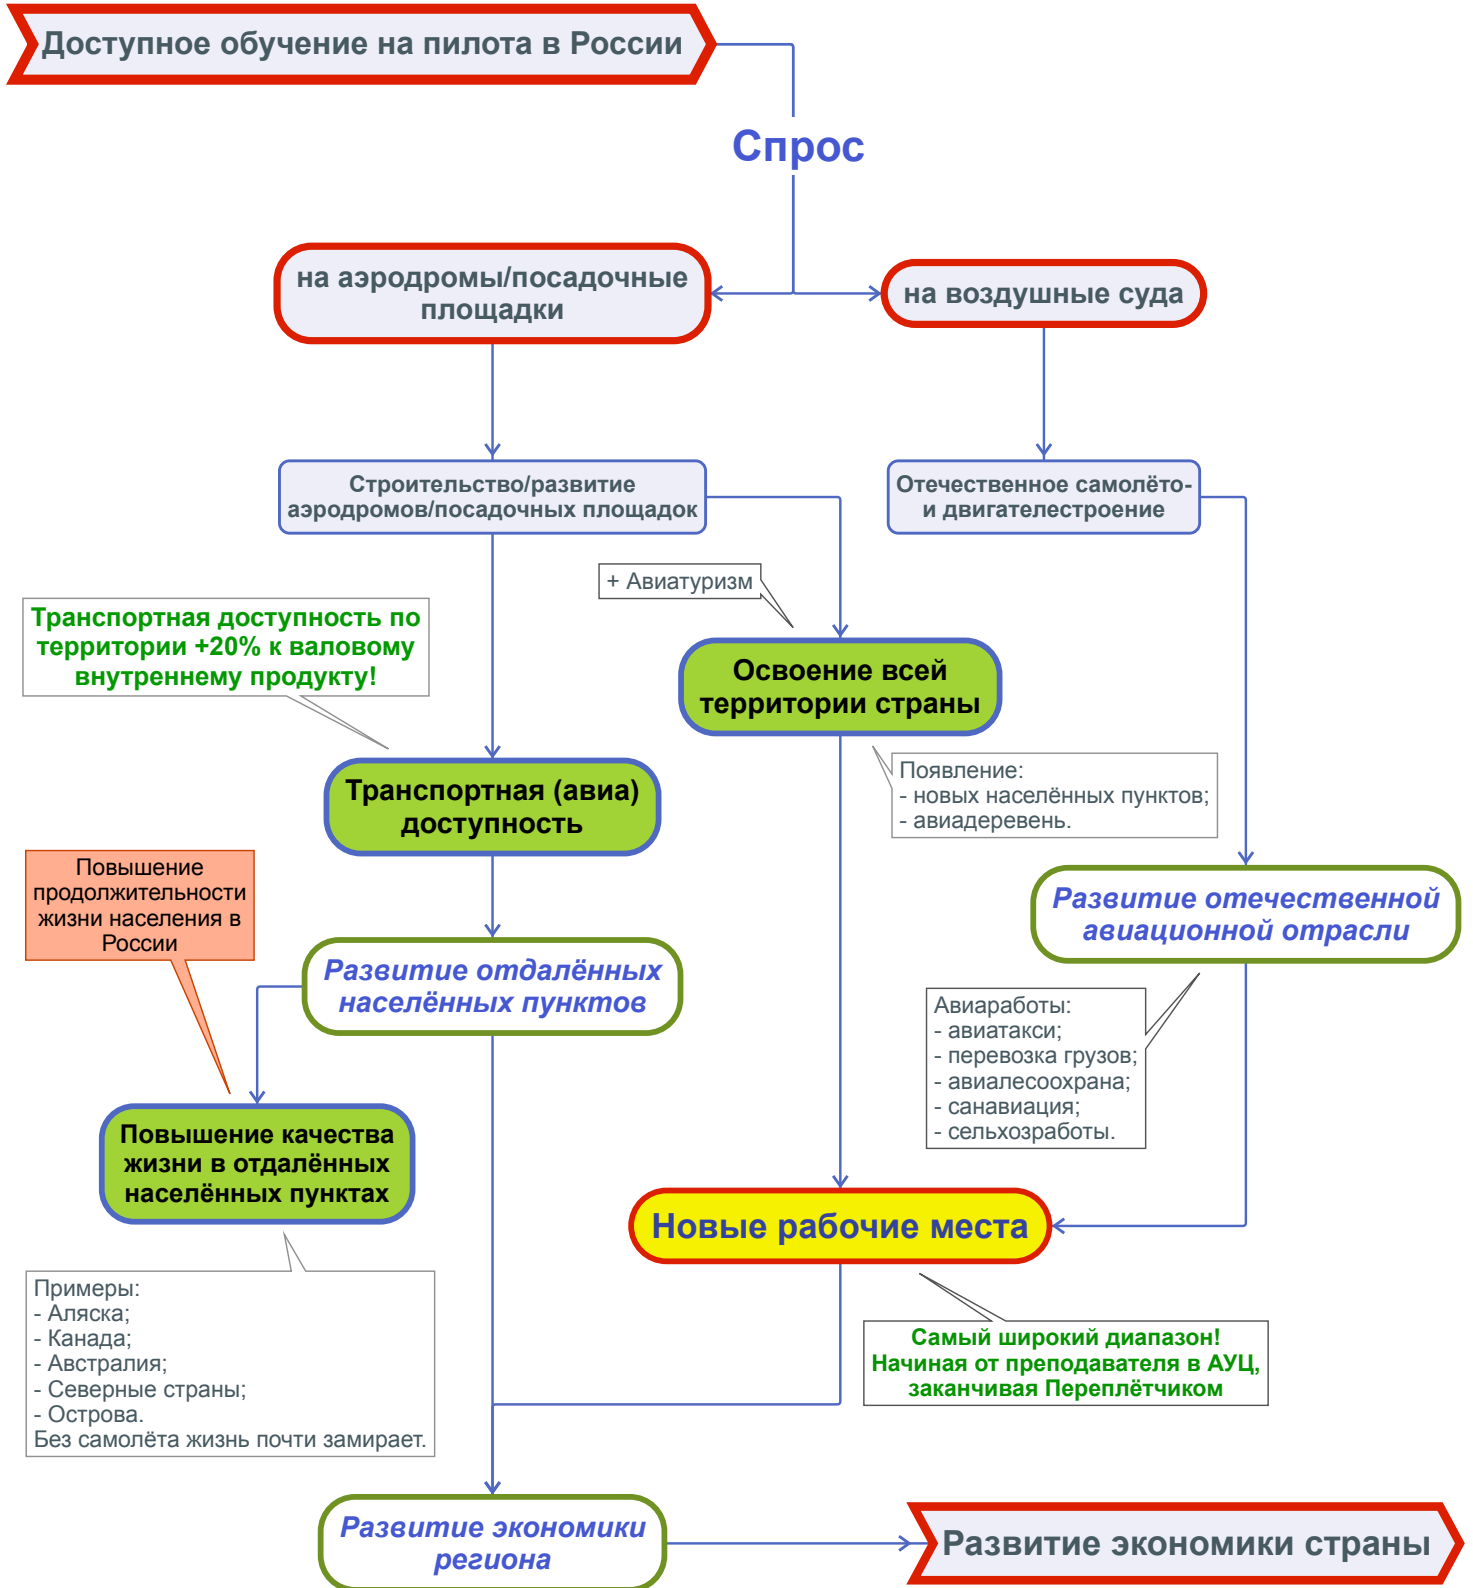 Доступное обучение на пилота в России
Спрос
на аэродромы/посадочные
площадки
на воздушные суда
Строительство/развитие
аэродромов/посадочных площадок
Отечественное самолёто-
и двигателестроение
+ Авиатуризм
Транспортная доступность по
территории +20% к валовому
внутреннему продукту!
Освоение всей
территории страны
Появление:
- новых населённых пунктов;
- авиадеревень.
Транспортная (авиа)
доступность
Повышение
продолжительности
жизни населения в
России
Развитие отечественной
авиационной отрасли
Развитие отдалённых
населённых пунктов
Авиаработы:
- авиатакси;
- перевозка грузов;
- авиалесоохрана;
- санавиация;
- сельхозработы.
Повышение качества
жизни в отдалённых
населённых пунктах
Новые рабочие места
Примеры:
- Аляска;
- Канада;
- Австралия;
- Северные страны;
- Острова.
Без самолёта жизнь почти замирает.
Самый широкий диапазон!
Начиная от преподавателя в АУЦ,
заканчивая Переплётчиком
Развитие экономики
региона
Развитие экономики страны